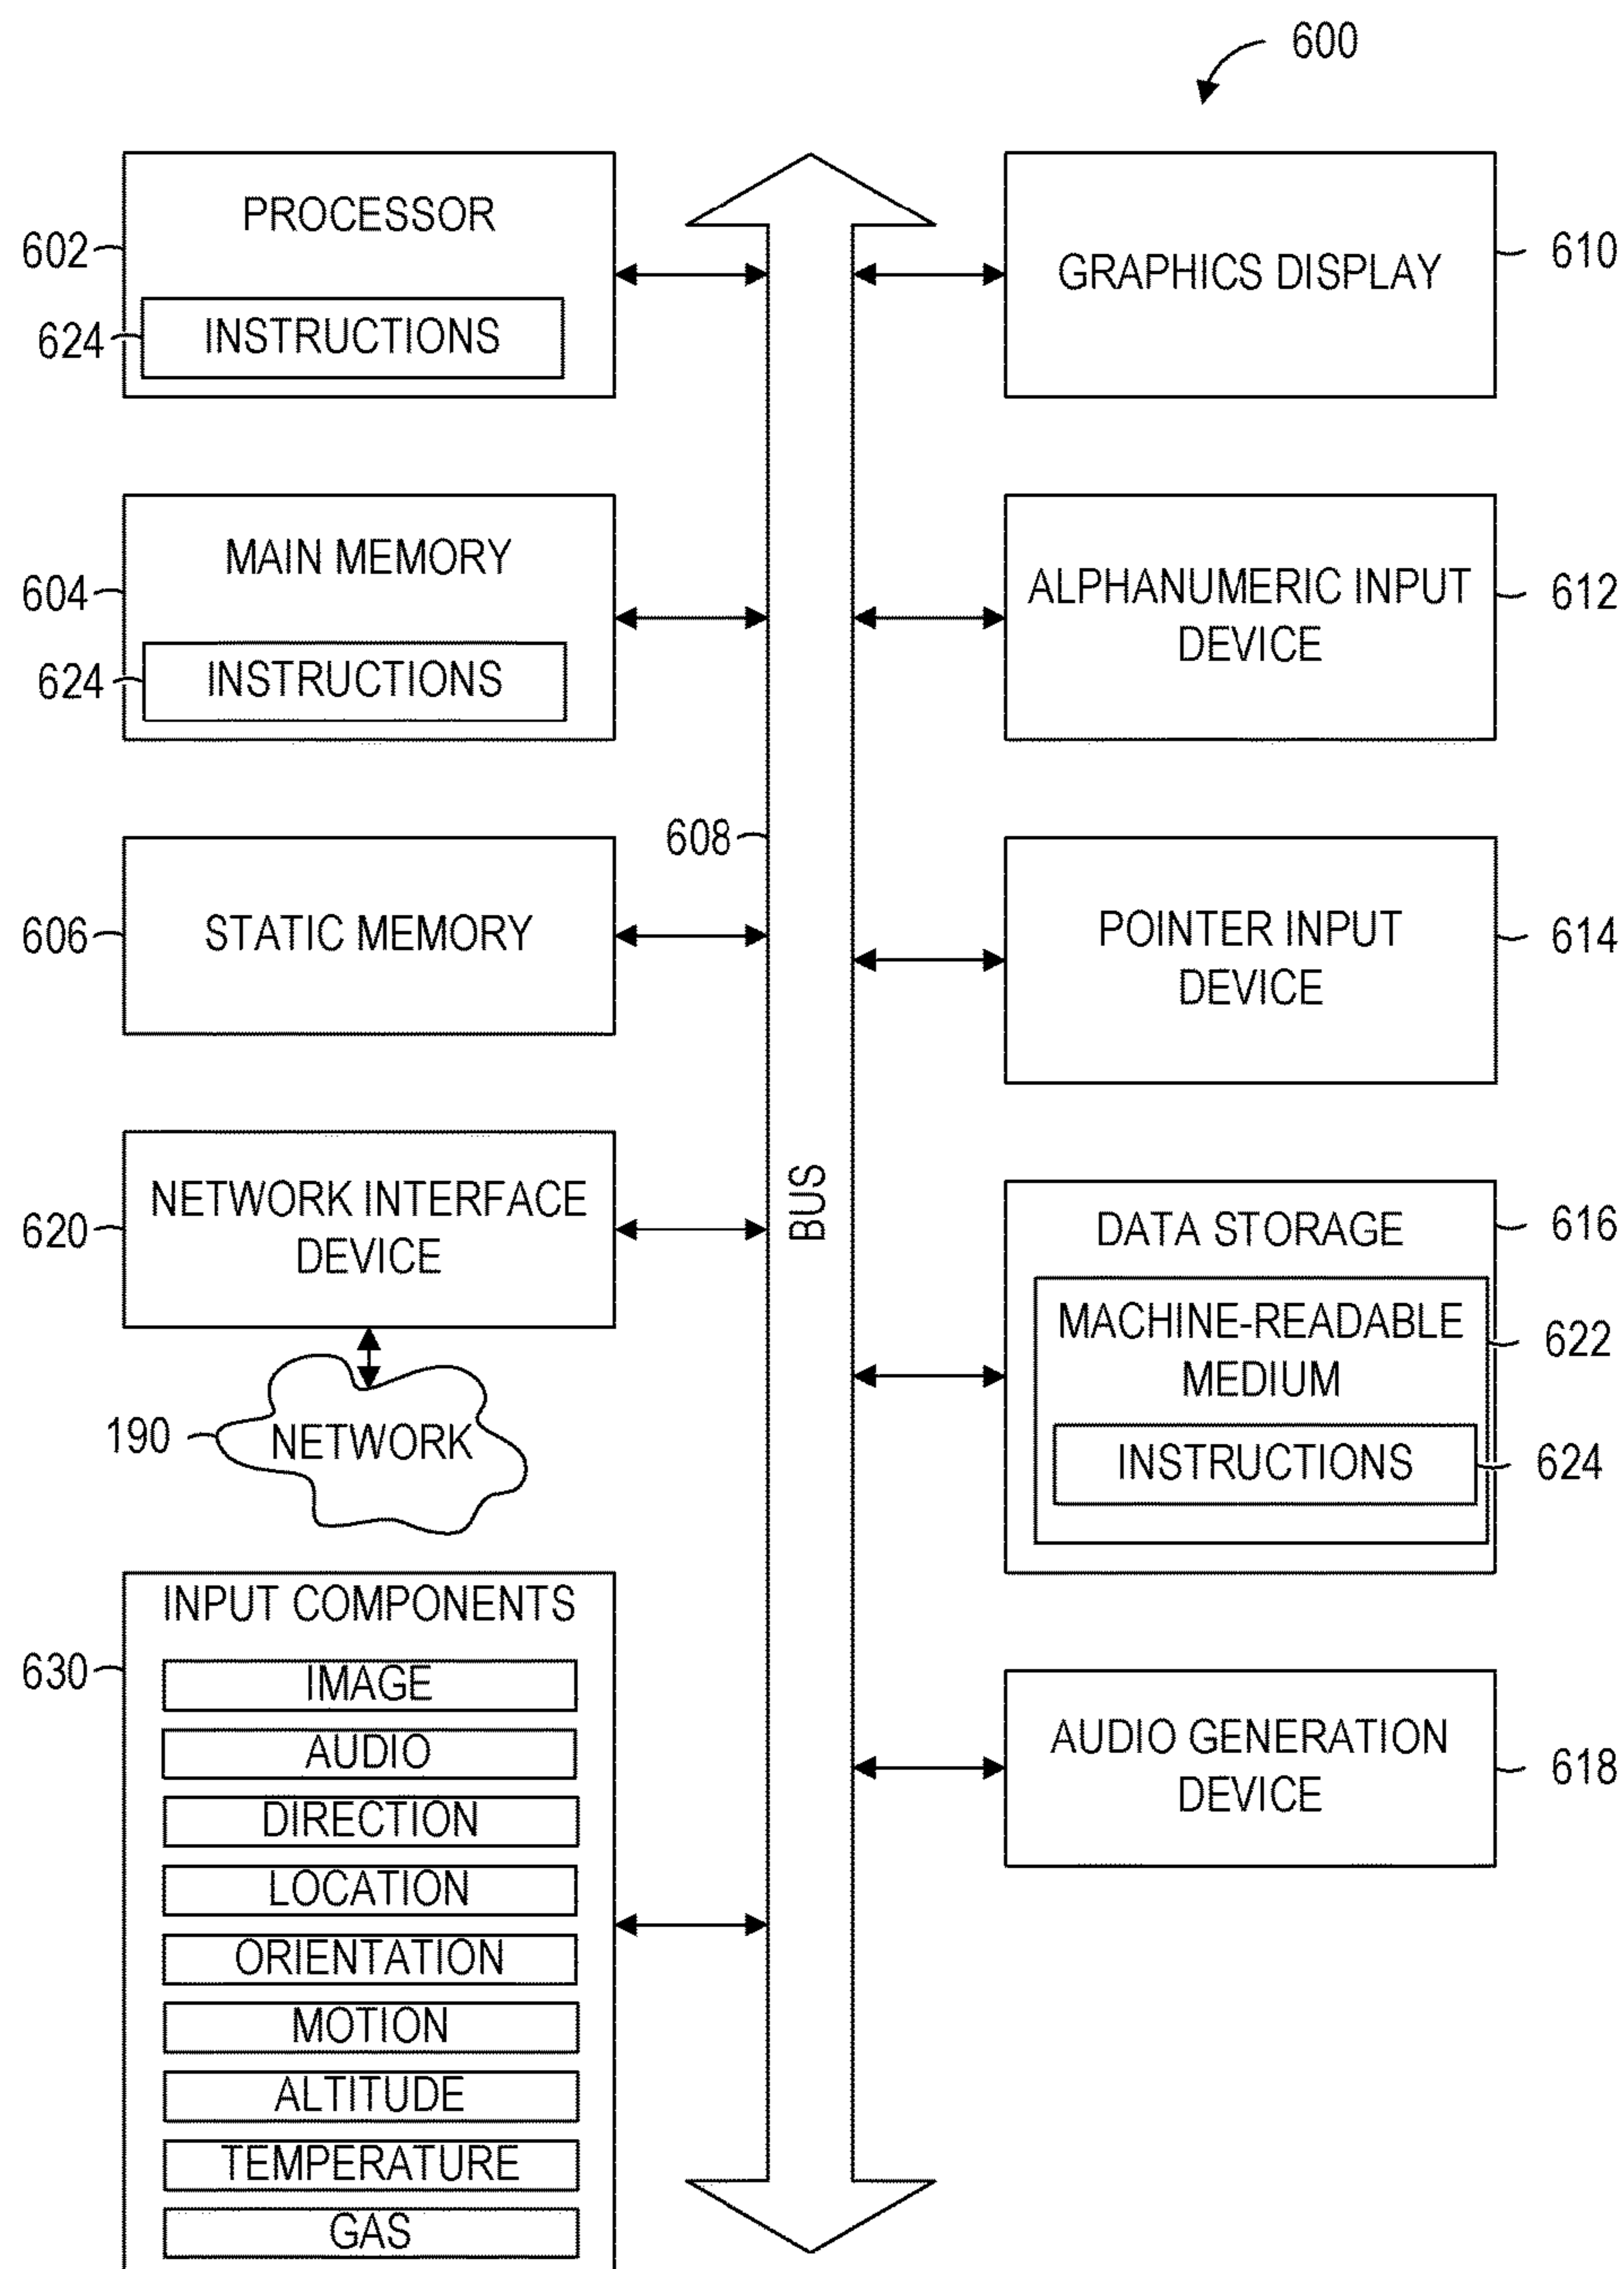 600
PROCESSOR
602
624
INSTRUCTIONS
GRAPHICS DISPLAY
610
MAIN MEMORY
604
624
INSTRUCTIONS
ALPHANUMERIC INPUT
DEVICE
612
608
STATIC MEMORY
606
POINTER INPUT
DEVICE
614
NETWORK INTERFACE
DEVICE
620
BUS
DATA STORAGE
616
MACHINE-READABLE
MEDIUM
622
INSTRUCTIONS
624
190
NETWORK
INPUT COMPONENTS
630
IMAGE
AUDIO
DIRECTION
LOCATION
ORIENTATION
MOTION
ALTITUDE
TEMPERATURE
GAS
AUDIO GENERATION
DEVICE
618